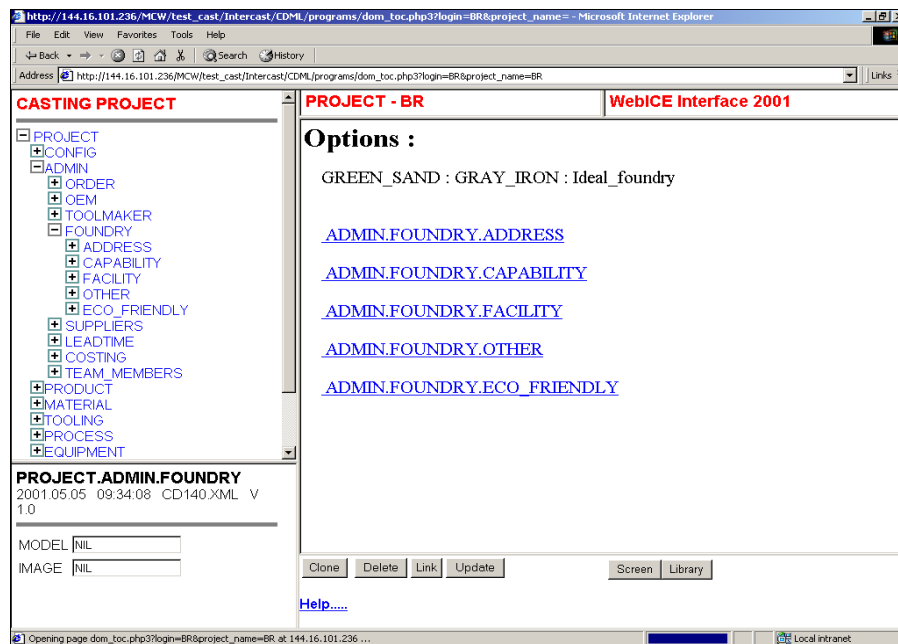 http://144.16.101.236/MCW/test_cast/Intercast/CDML/programs/dom_toc.php3?login=BR&project_name= - Microsoft Internet Explorer
File Edit View Favorites Tools Help
Back Search History
Address http://144.16.101.236/MCW/test_cast/Intercast/CDML/programs/dom_toc.php3?login=BR&project_name=BR Links
CASTING PROJECT
PROJECT
CONFIG
ADMIN
ORDER
OEM
TOOLMAKER
FOUNDRY
ADDRESS
CAPABILITY
FACILITY
OTHER
ECO_FRIENDLY
SUPPLIERS
LEADTIME
COSTING
TEAM_MEMBERS
PRODUCT
MATERIAL
TOOLING
PROCESS
EQUIPMENT
PROJECT.ADMIN.FOUNDRY
2001.05.05 09:34:08 CD140.XML V
1.0
MODEL NIL
IMAGE NIL
PROJECT - BR WebICE Interface 2001
Options :
GREEN_SAND : GRAY_IRON : Ideal_foundry
ADMIN.FOUNDRY.ADDRESS
ADMIN.FOUNDRY.CAPABILITY
ADMIN.FOUNDRY.FACILITY
ADMIN.FOUNDRY.OTHER
ADMIN.FOUNDRY.ECO_FRIENDLY
Clone Delete Link Update Screen Library
Help.....
Opening page dom_toc.php3?login=BR&project_name=BR at 144.16.101.236 ... Local intranet